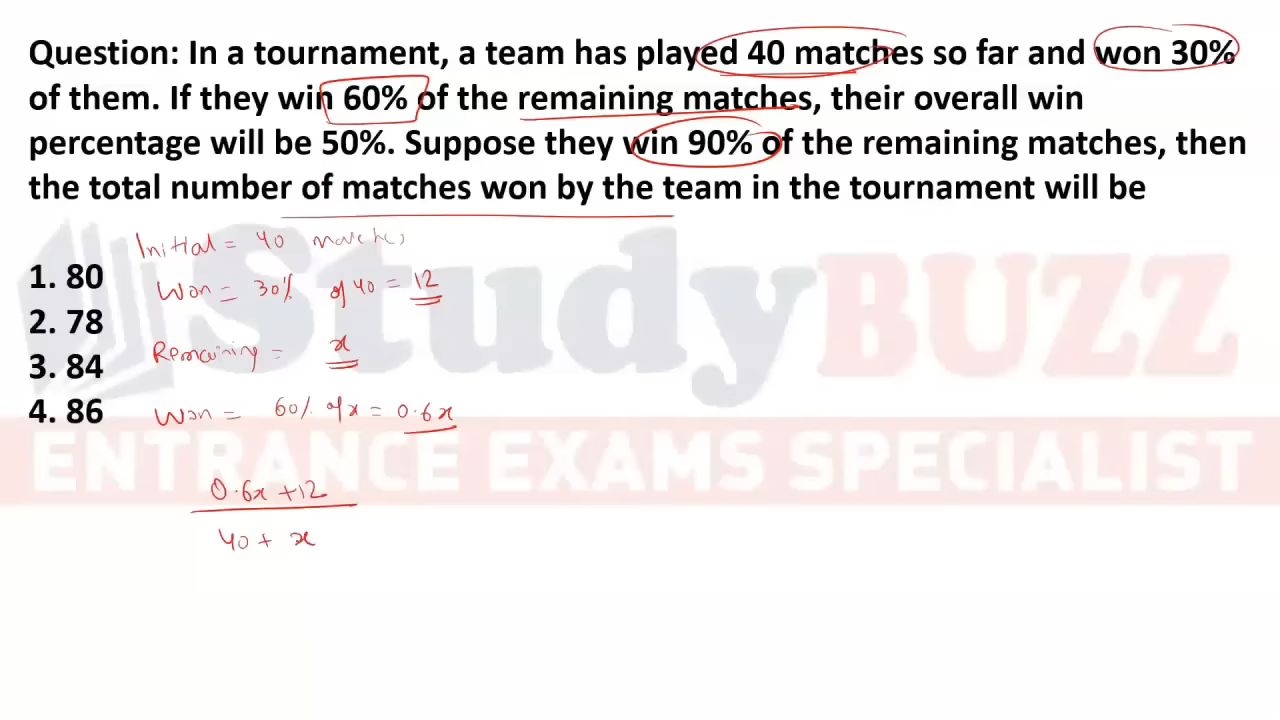 Question: In a tournament, a team has played 40 matches so far and won 30%
of them. If they win 60% of the remaining matches, their overall win
percentage will be 50%. Suppose they win 90% of the remaining matches, then
the total number of matches won by the team in the tournament will be
Initial = 40 matches
1. 80
Won = 30% of 40 = 12
2. 78
Remaining = x
3. 84
4. 86
Won = 60% of x = 0.6x
StudyBUZZ
ENTRANCE EXAMS SPECIALIST
0.6x + 12
40 + x